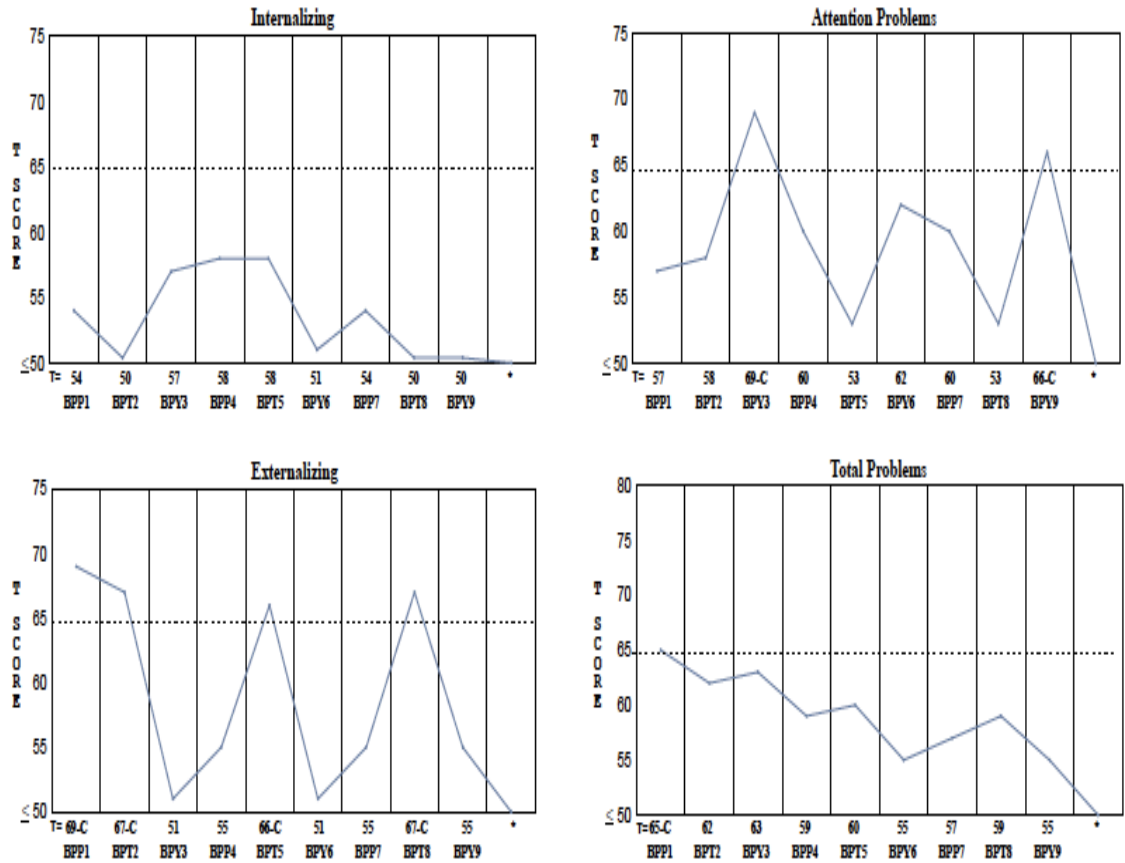 Internalizing
75
70
T SCORE
65
60
55
≤50
T= 54 50 57 58 58 51 54 50 50 *
BPP1 BPT2 BPY3 BPP4 BPT5 BPY6 BPP7 BPT8 BPY9
Attention Problems
75
70
T SCORE
65
60
55
≤50
T= 57 58 69-C 60 53 62 60 53 66-C *
BPP1 BPT2 BPY3 BPP4 BPT5 BPY6 BPP7 BPT8 BPY9
Externalizing
75
70
T SCORE
65
60
55
≤50
T= 69-C 67-C 51 55 66-C 51 55 67-C 55 *
BPP1 BPT2 BPY3 BPP4 BPT5 BPY6 BPP7 BPT8 BPY9
Total Problems
80
75
70
T SCORE
65
60
55
≤50
T=65-C 62 63 59 60 55 57 59 55 *
BPP1 BPT2 BPY3 BPP4 BPT5 BPY6 BPP7 BPT8 BPY9